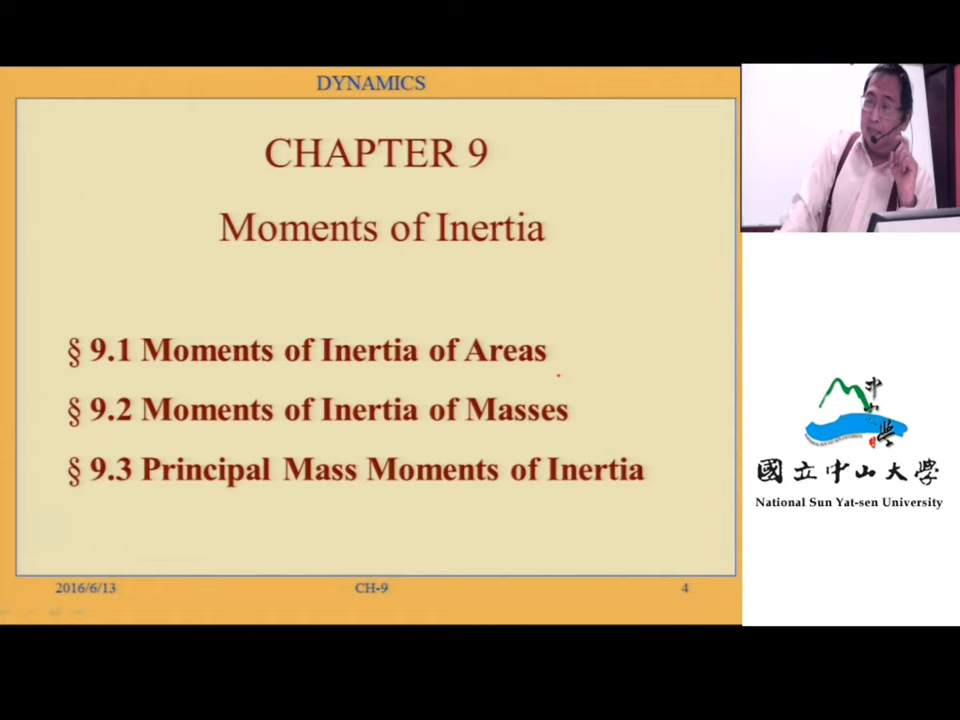 DYNAMICS
CHAPTER 9
Moments of Inertia
§ 9.1 Moments of Inertia of Areas
§ 9.2 Moments of Inertia of Masses
§ 9.3 Principal Mass Moments of Inertia
2016/6/13 CH-9 4
國立中山大學
National Sun Yat-sen University